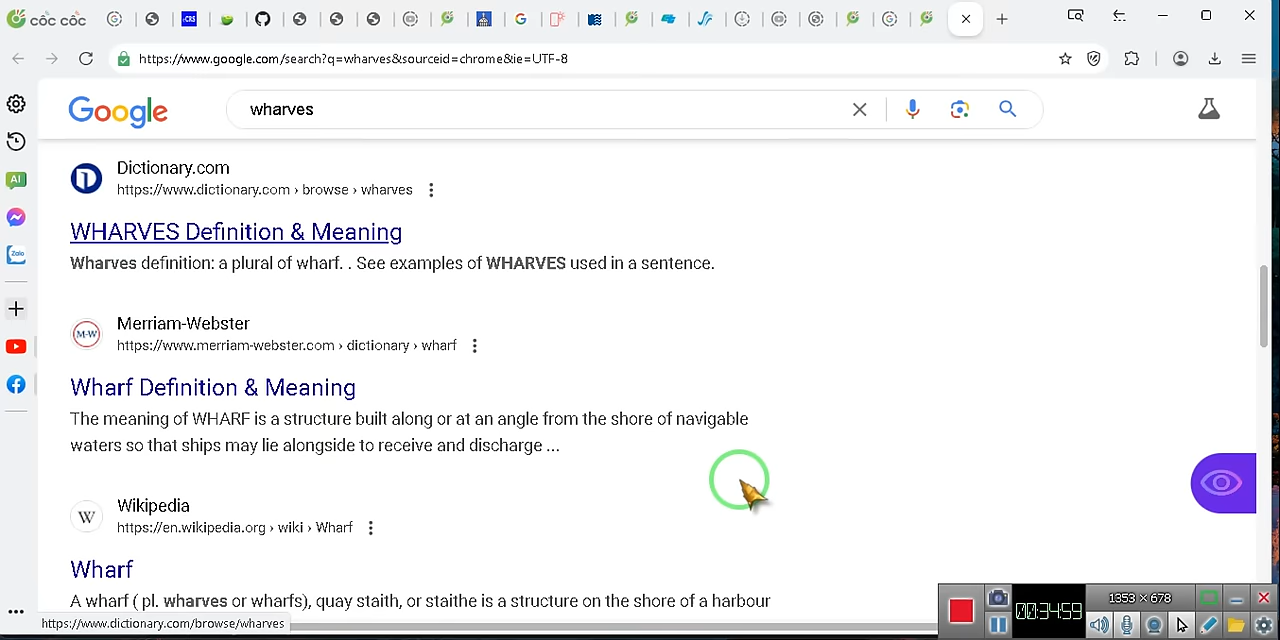 cốc cốc
https://www.google.com/search?q=wharves&sourceid=chrome&ie=UTF-8
Google
wharves
AI
Zalo
Dictionary.com
https://www.dictionary.com › browse › wharves
WHARVES Definition & Meaning
Wharves definition: a plural of wharf. . See examples of WHARVES used in a sentence.
M-W
Merriam-Webster
https://www.merriam-webster.com › dictionary › wharf
Wharf Definition & Meaning
The meaning of WHARF is a structure built along or at an angle from the shore of navigable
waters so that ships may lie alongside to receive and discharge ...
W
Wikipedia
https://en.wikipedia.org › wiki › Wharf
Wharf
A wharf ( pl. wharves or wharfs), quay staith, or staithe is a structure on the shore of a harbour
https://www.dictionary.com/browse/wharves
00:34:59
1353 × 678